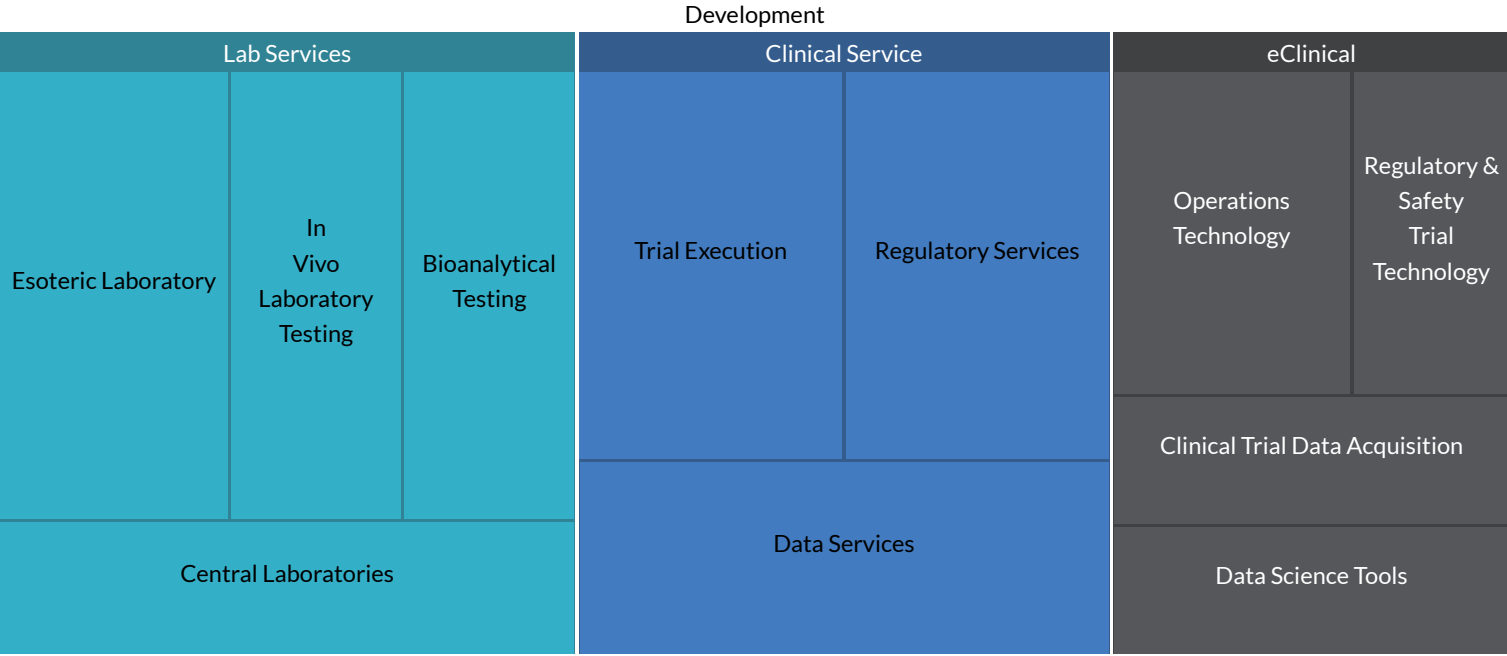 Development
Lab Services
Esoteric Laboratory
In
Vivo
Laboratory
Testing
Bioanalytical
Testing
Central Laboratories
Clinical Service
Trial Execution
Regulatory Services
Data Services
eClinical
Operations
Technology
Regulatory &
Safety
Trial
Technology
Clinical Trial Data Acquisition
Data Science Tools